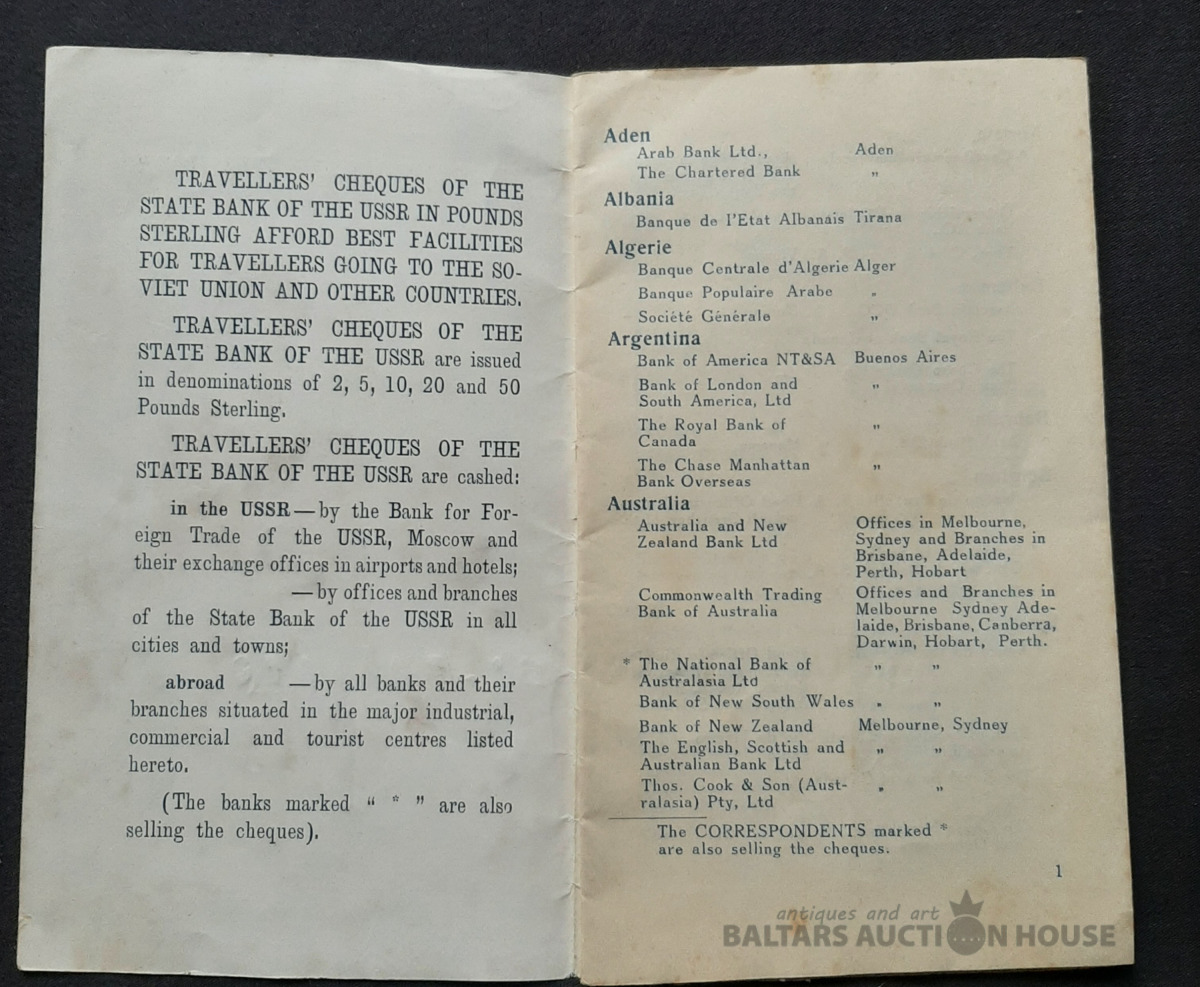 TRAVELLERS' CHEQUES OF THE
STATE BANK OF THE USSR IN POUNDS
STERLING AFFORD BEST FACILITIES
FOR TRAVELLERS GOING TO THE SO-
VIET UNION AND OTHER COUNTRIES.
TRAVELLERS' CHEQUES OF THE
STATE BANK OF THE USSR are issued
in denominations of 2, 5, 10, 20 and 50
Pounds Sterling.
TRAVELLERS' CHEQUES OF THE
STATE BANK OF THE USSR are cashed:
in the USSR—by the Bank for For-
eign Trade of the USSR, Moscow and
their exchange offices in airports and hotels;
—by offices and branches
of the State Bank of the USSR in all
cities and towns;
abroad —by all banks and their
branches situated in the major industrial,
commercial and tourist centres listed
hereto.
(The banks marked “ * ” are also
selling the cheques).
Aden
Arab Bank Ltd., Aden
The Chartered Bank „
Albania
Banque de l'Etat Albanais Tirana
Algerie
Banque Centrale d'Algerie Alger
Banque Populaire Arabe „
Société Générale „
Argentina
Bank of America NT&SA Buenos Aires
Bank of London and „
South America, Ltd
The Royal Bank of „
Canada
The Chase Manhattan „
Bank Overseas
Australia
Australia and New Offices in Melbourne,
Zealand Bank Ltd Sydney and Branches in
Brisbane, Adelaide,
Perth, Hobart
Commonwealth Trading Offices and Branches in
Bank of Australia Melbourne Sydney Ade-
laide, Brisbane, Canberra,
Darwin, Hobart, Perth.
* The National Bank of „ „
Australasia Ltd
Bank of New South Wales „ „
Bank of New Zealand Melbourne, Sydney
The English, Scottish and „ „
Australian Bank Ltd
Thos. Cook & Son (Aust- „ „
ralasia) Pty, Ltd
The CORRESPONDENTS marked *
are also selling the cheques.
1
antiques and art
BALTARS AUCTION HOUSE